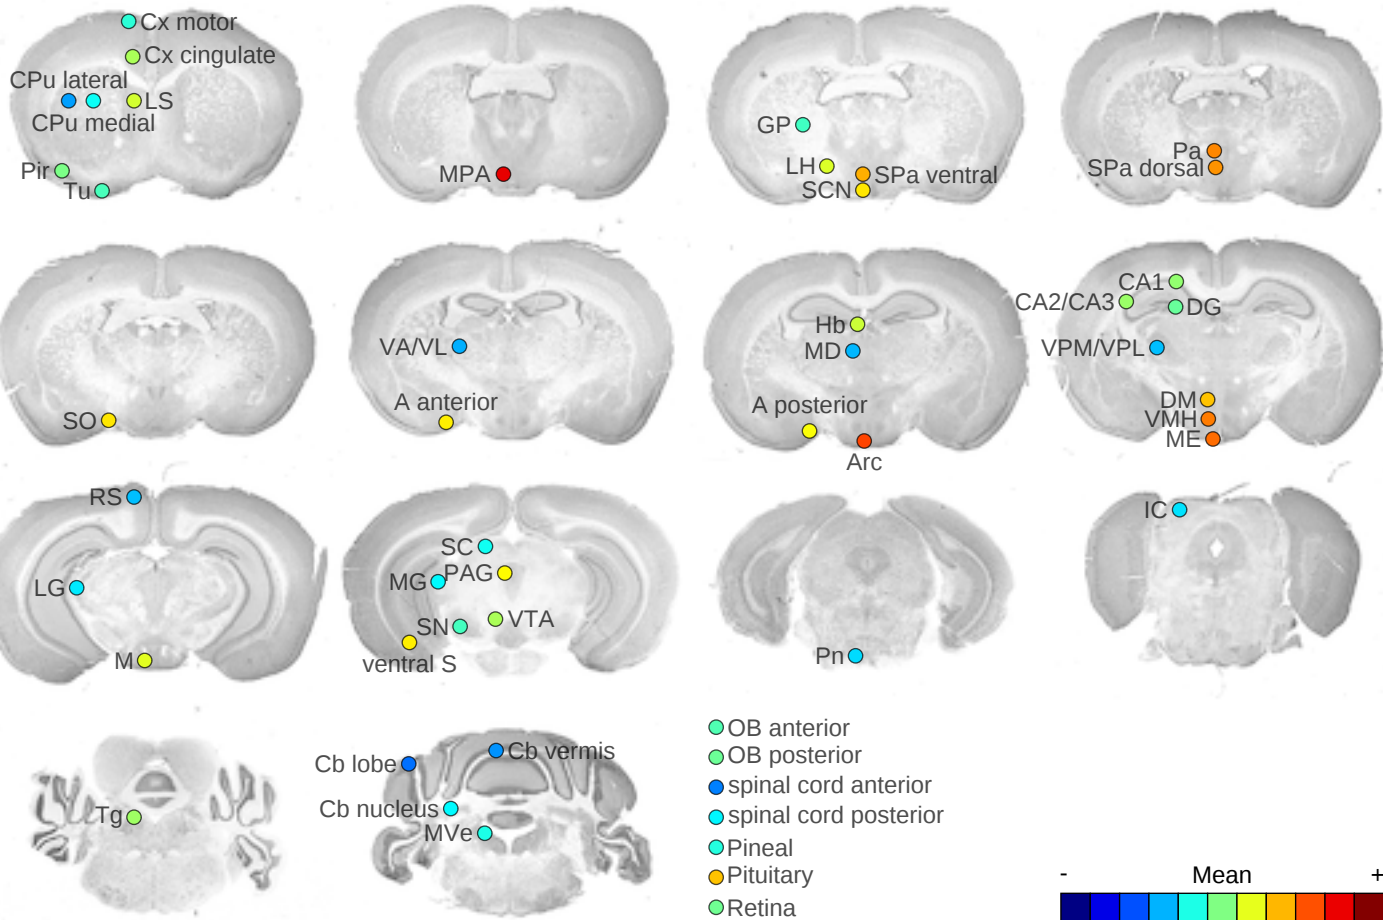 Cx motor
Cx cingulate
CPu lateral
LS
CPu medial
Pir
Tu
MPA
GP
LH
SPa ventral
SCN
Pa
SPa dorsal
SO
VA/VL
A anterior
Hb
MD
A posterior
Arc
CA1
CA2/CA3
DG
VPM/VPL
DM
VMH
ME
RS
LG
M
SC
MG
PAG
SN
VTA
ventral S
Pn
IC
Tg
Cb lobe
Cb vermis
Cb nucleus
MVe
OB anterior
OB posterior
spinal cord anterior
spinal cord posterior
Pineal
Pituitary
Retina
- Mean +